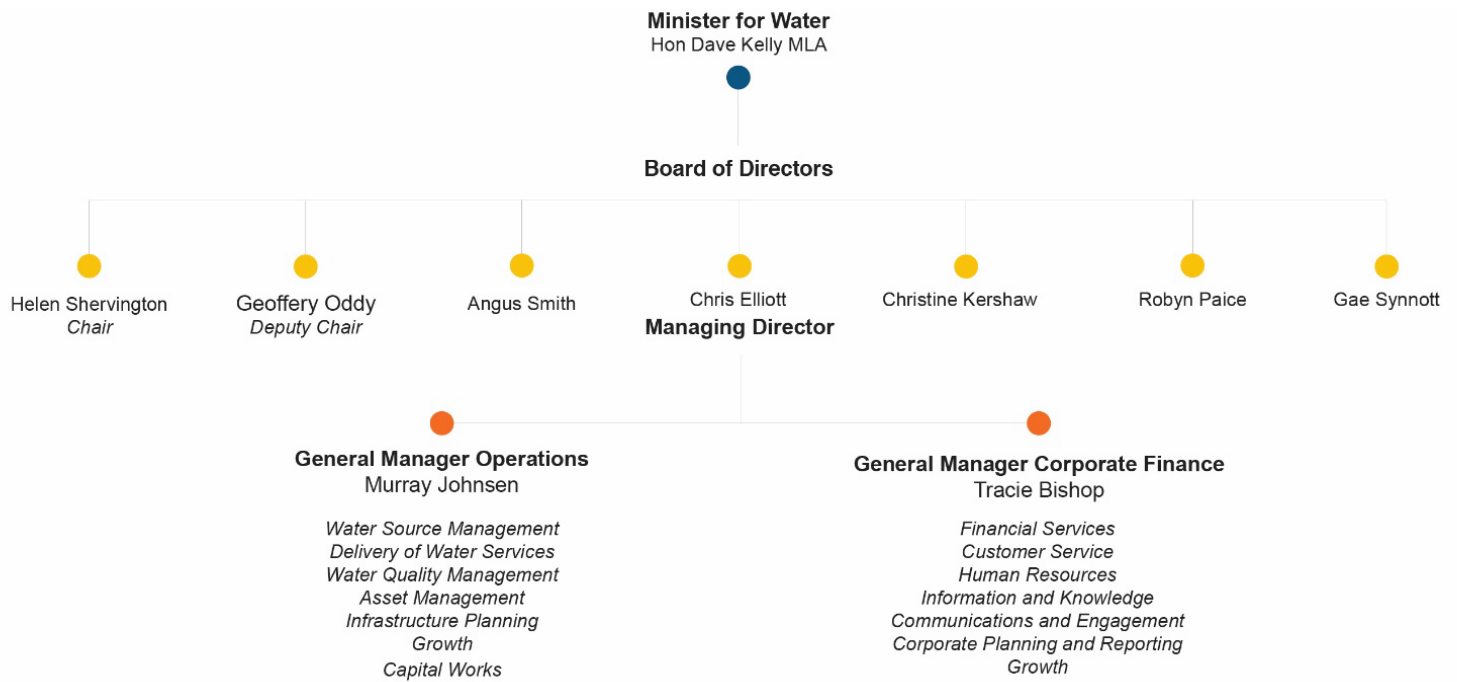 Minister for Water
Hon Dave Kelly MLA
Board of Directors
Helen Shervington
Chair
Geoffery Oddy
Deputy Chair
Angus Smith
Chris Elliott
Managing Director
Christine Kershaw
Robyn Paice
Gae Synnott
General Manager Operations
Murray Johnsen
Water Source Management
Delivery of Water Services
Water Quality Management
Asset Management
Infrastructure Planning
Growth
Capital Works
General Manager Corporate Finance
Tracie Bishop
Financial Services
Customer Service
Human Resources
Information and Knowledge
Communications and Engagement
Corporate Planning and Reporting
Growth